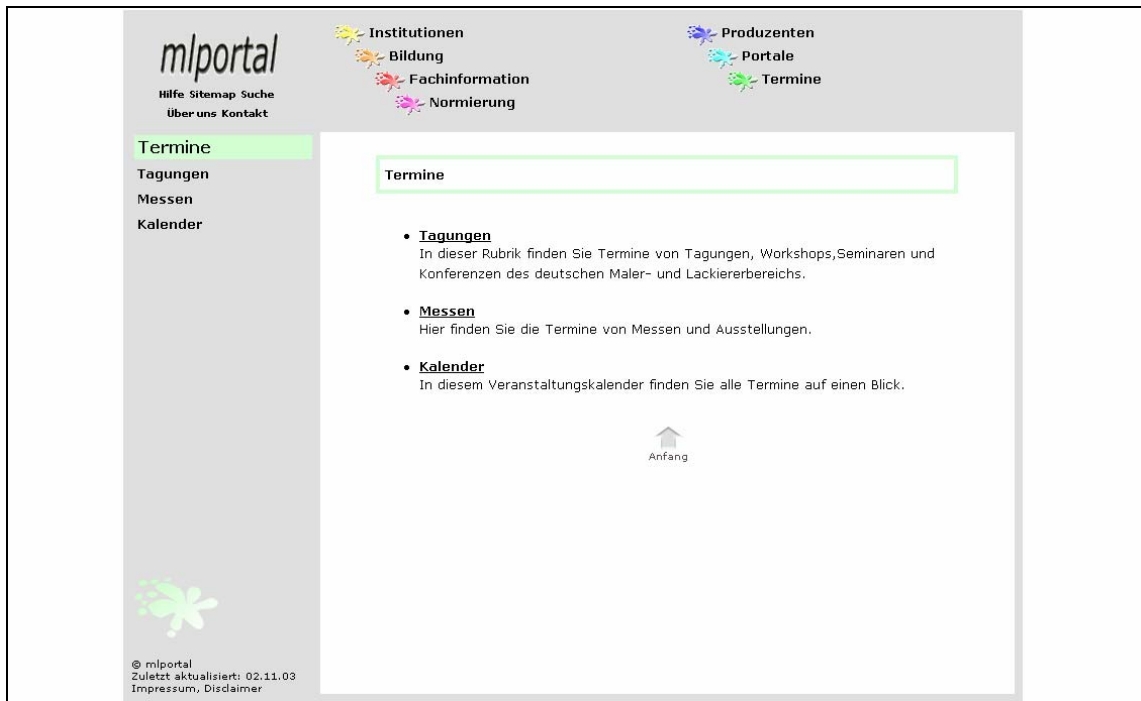 mlportal
Hilfe Sitemap Suche
Über uns Kontakt
Institutionen
Bildung
Fachinformation
Normierung
Produzenten
Portale
Termine
Termine
Tagungen
Messen
Kalender
Termine
Tagungen
In dieser Rubrik finden Sie Termine von Tagungen, Workshops,Seminaren und
Konferenzen des deutschen Maler- und Lackiererbereichs.
Messen
Hier finden Sie die Termine von Messen und Ausstellungen.
Kalender
In diesem Veranstaltungskalender finden Sie alle Termine auf einen Blick.
Anfang
© mlportal
Zuletzt aktualisiert: 02.11.03
Impressum, Disclaimer